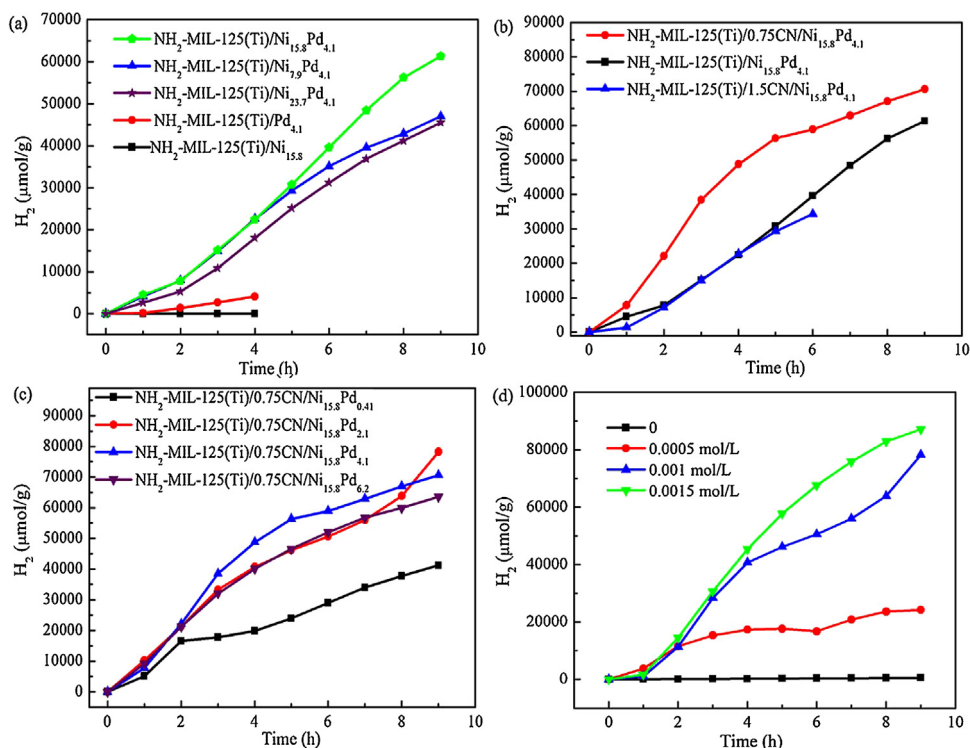 (a)
NH2-MIL-125(Ti)/Ni15.8Pd4.1
NH2-MIL-125(Ti)/Ni7.9Pd4.1
NH2-MIL-125(Ti)/Ni23.7Pd4.1
NH2-MIL-125(Ti)/Pd4.1
NH2-MIL-125(Ti)/Ni15.8
H2 (μmol/g)
70000
60000
50000
40000
30000
20000
10000
0
0 2 4 6 8 10
Time (h)
(b)
NH2-MIL-125(Ti)/0.75CN/Ni15.8Pd4.1
NH2-MIL-125(Ti)/Ni15.8Pd4.1
NH2-MIL-125(Ti)/1.5CN/Ni15.8Pd4.1
H2 (μmol/g)
90000
80000
70000
60000
50000
40000
30000
20000
10000
0
0 2 4 6 8 10
Time (h)
(c)
NH2-MIL-125(Ti)/0.75CN/Ni15.8Pd0.41
NH2-MIL-125(Ti)/0.75CN/Ni15.8Pd2.1
NH2-MIL-125(Ti)/0.75CN/Ni15.8Pd4.1
NH2-MIL-125(Ti)/0.75CN/Ni15.8Pd6.2
H2 (μmol/g)
90000
80000
70000
60000
50000
40000
30000
20000
10000
0
0 2 4 6 8 10
Time (h)
(d)
0
0.0005 mol/L
0.001 mol/L
0.0015 mol/L
H2 (μmol/g)
100000
80000
60000
40000
20000
0
0 2 4 6 8 10
Time (h)